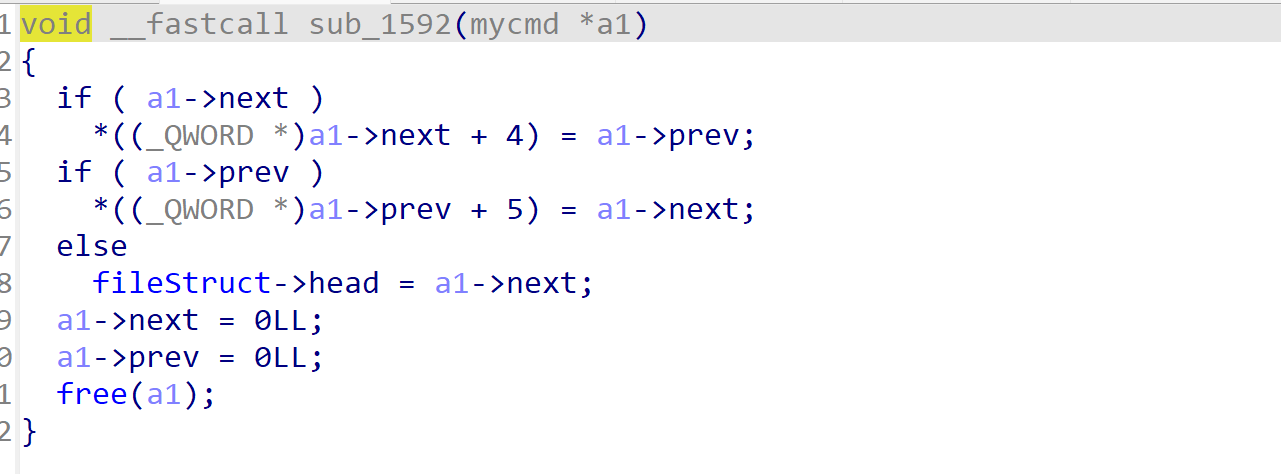 1 void __fastcall sub_1592(mycmd *a1)
2 {
3   if ( a1->next )
4     *((_QWORD *)a1->next + 4) = a1->prev;
5   if ( a1->prev )
6     *((_QWORD *)a1->prev + 5) = a1->next;
7   else
8     fileStruct->head = a1->next;
9   a1->next = 0LL;
0   a1->prev = 0LL;
1   free(a1);
2 }